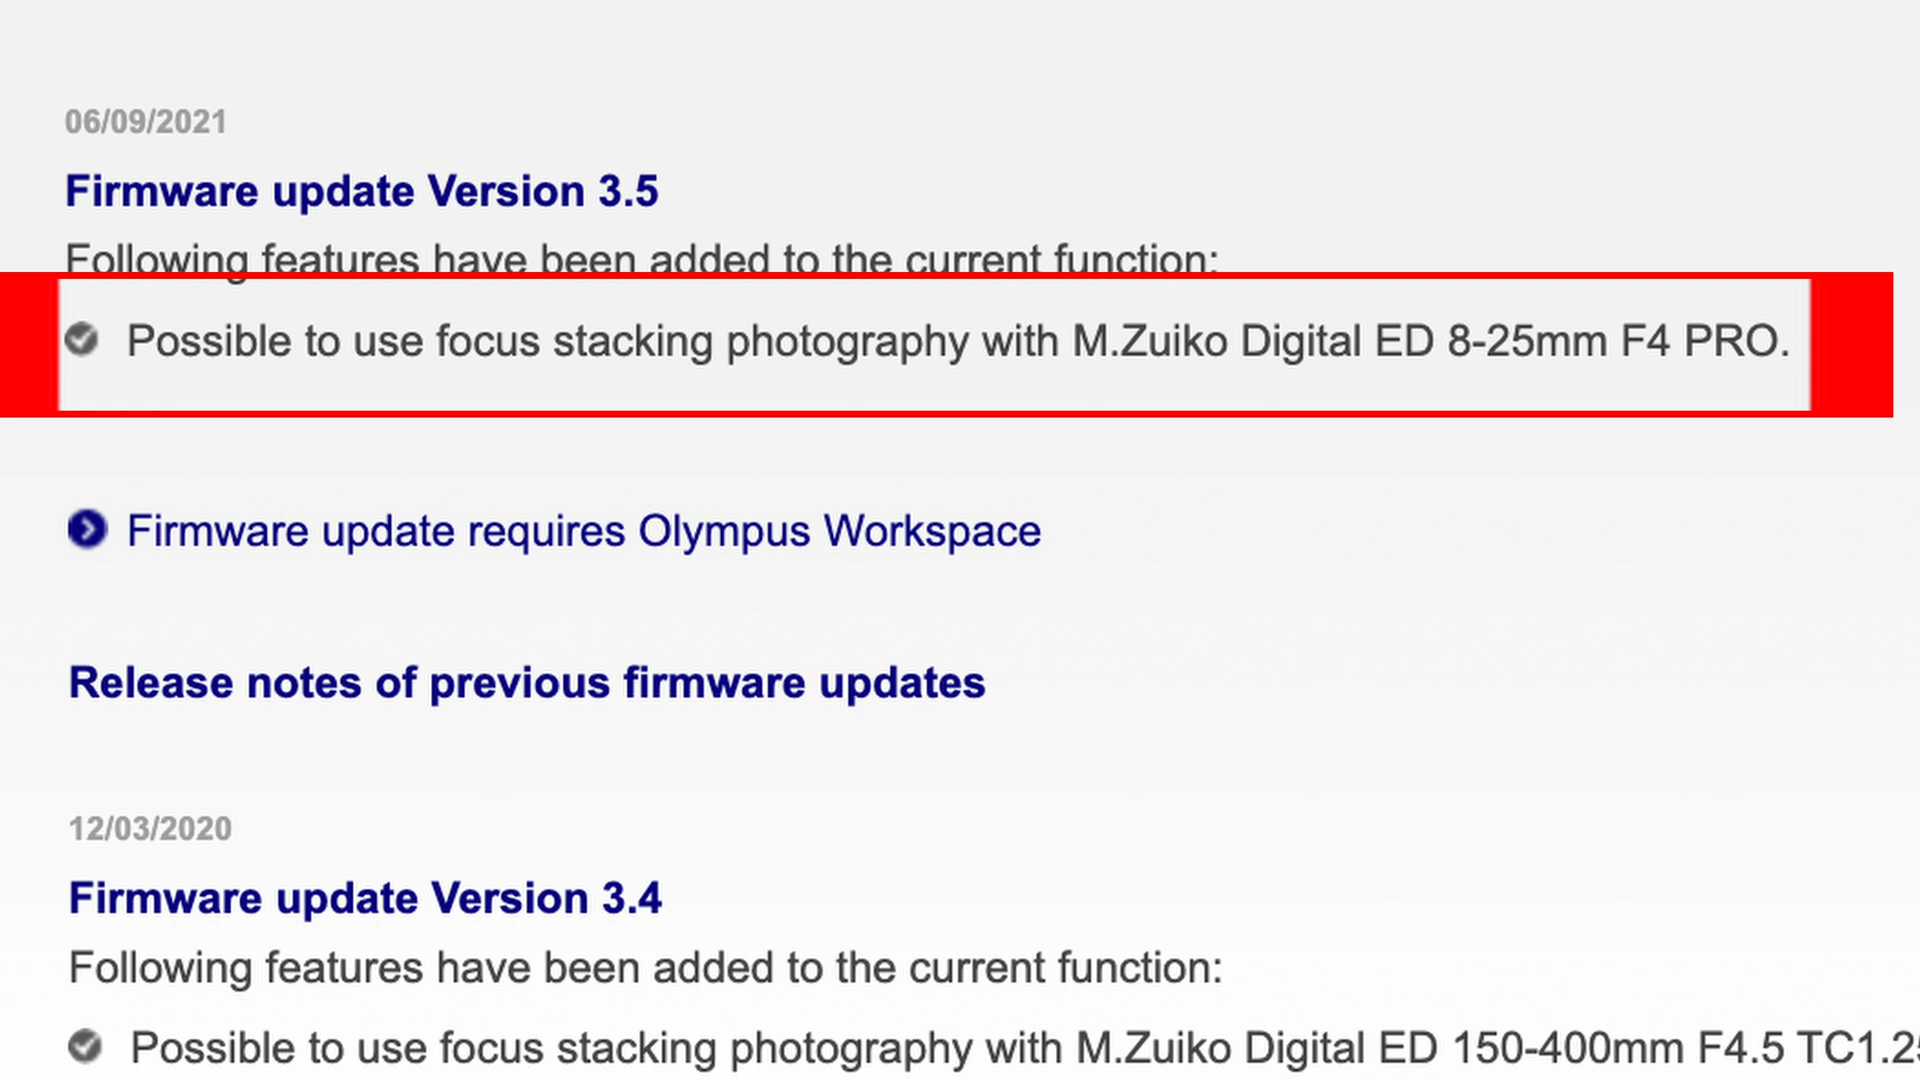 06/09/2021
Firmware update Version 3.5
Following features have been added to the current function:
Possible to use focus stacking photography with M.Zuiko Digital ED 8-25mm F4 PRO.
Firmware update requires Olympus Workspace
Release notes of previous firmware updates
12/03/2020
Firmware update Version 3.4
Following features have been added to the current function:
Possible to use focus stacking photography with M.Zuiko Digital ED 150-400mm F4.5